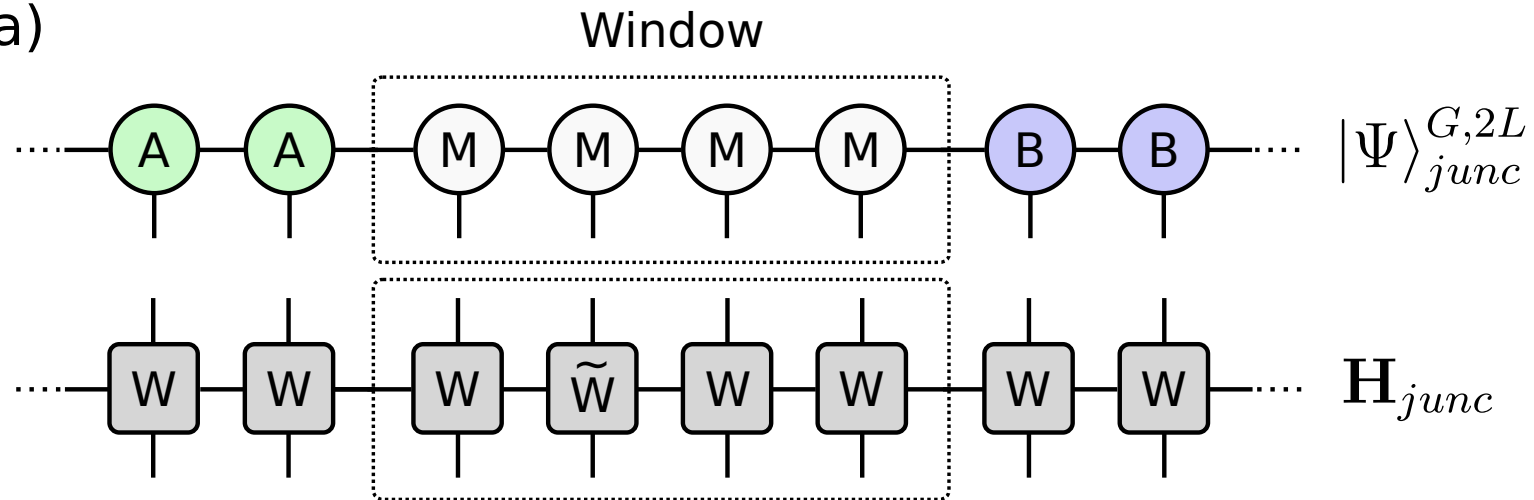 a)
Window
A A M M M M B B |Ψ⟩^{G,2L}_{junc}
W W W W̃ W W W W H_{junc}